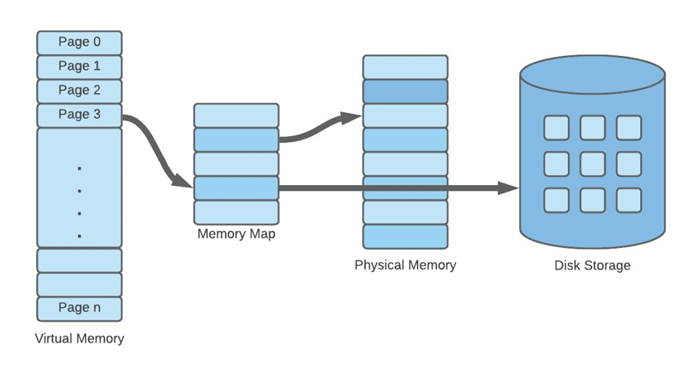 Page 0
Page 1
Page 2
Page 3
.
.
.
.
Page n
Virtual Memory
Memory Map
Physical Memory
Disk Storage